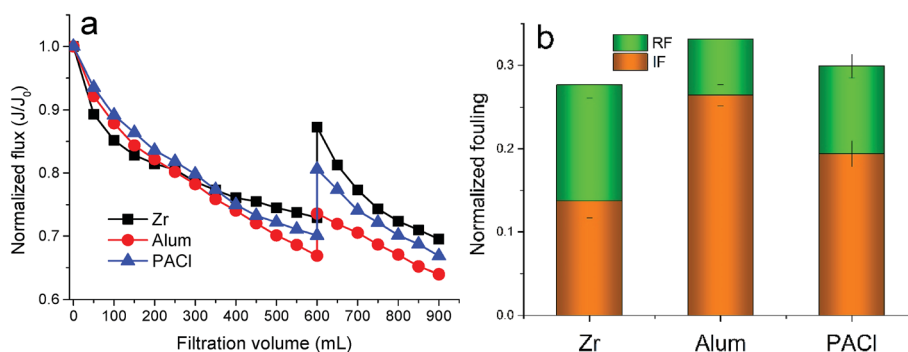 a
1.0
0.9
0.8
0.7
0.6
Normalized flux (J/J0)
Zr
Alum
PACl
0 100 200 300 400 500 600 700 800 900
Filtration volume (mL)
b
RF
IF
0.3
0.2
0.1
0.0
Normalized fouling
Zr Alum PACl